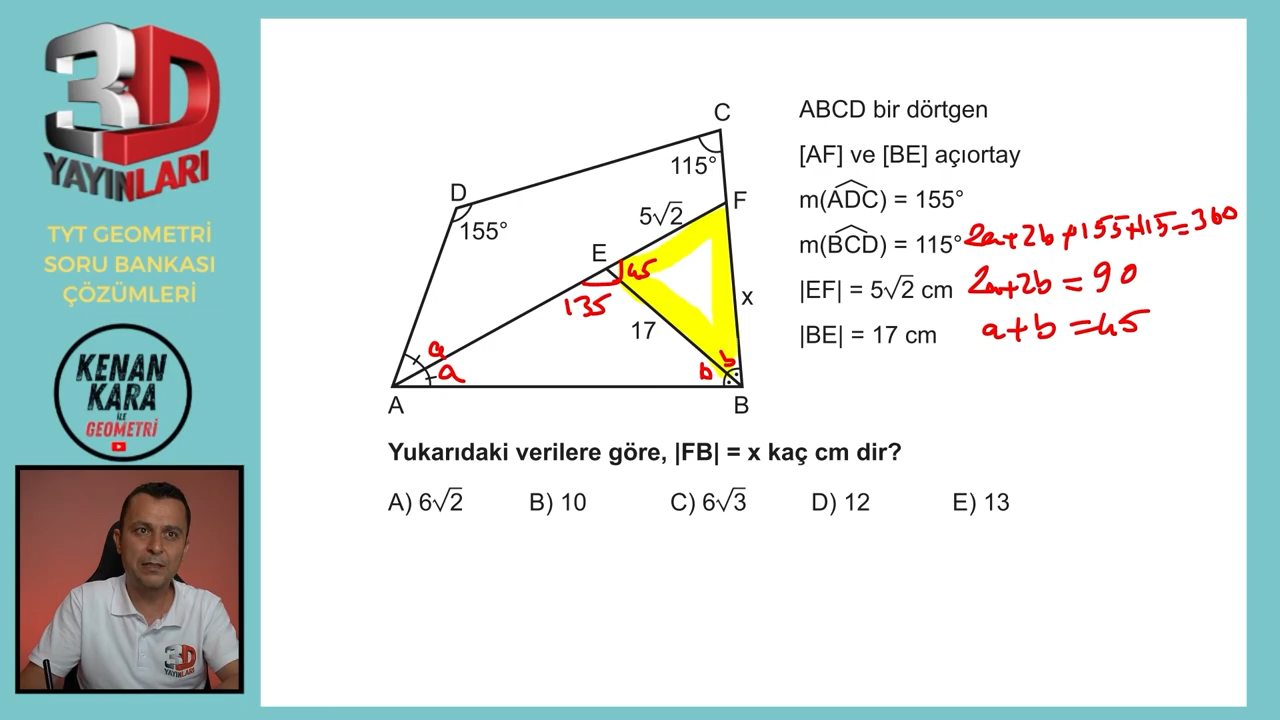 3D
YAYINLARI
TYT GEOMETRİ
SORU BANKASI
ÇÖZÜMLERİ
KENAN
KARA
İLE
GEOMETRİ
3D
YAYINLARI
C
115°
D
155°
F
5√2
E
45
135
17
x
a
a
b
b
A
B
ABCD bir dörtgen
[AF] ve [BE] açıortay
m(ADC) = 155°
m(BCD) = 115°
|EF| = 5√2 cm
|BE| = 17 cm
2a+2b+155+115=360
2a+2b=90
a+b=45
Yukarıdaki verilere göre, |FB| = x kaç cm dir?
A) 6√2 B) 10 C) 6√3 D) 12 E) 13